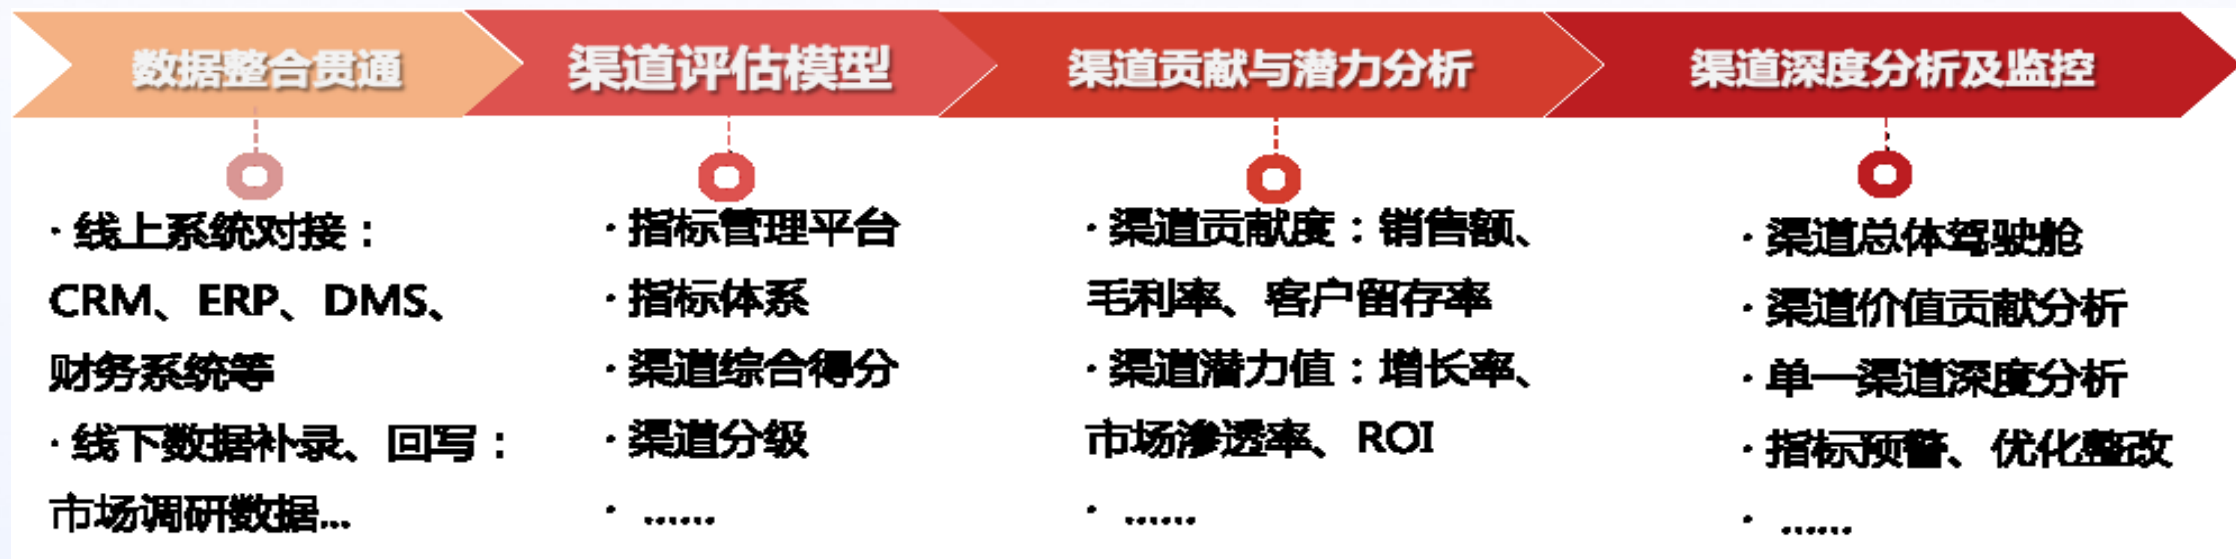 数据整合贯通
· 线上系统对接：
CRM、ERP、DMS、
财务系统等
· 线下数据补录、回写：
市场调研数据...
渠道评估模型
· 指标管理平台
· 指标体系
· 渠道综合得分
· 渠道分级
· ......
渠道贡献与潜力分析
· 渠道贡献度：销售额、
毛利率、客户留存率
· 渠道潜力值：增长率、
市场渗透率、ROI
· ......
渠道深度分析及监控
· 渠道总体驾驶舱
· 渠道价值贡献分析
· 单一渠道深度分析
· 指标预警、优化整改
· ......